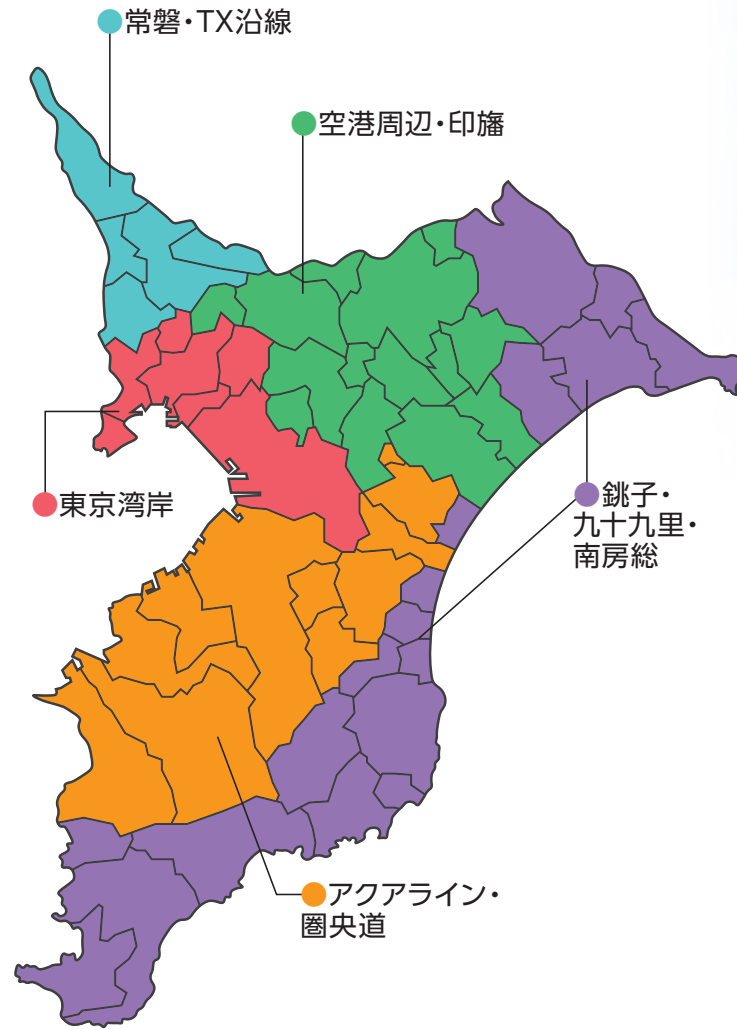 常磐・TX沿線
空港周辺・印旛
東京湾岸
銚子・
九十九里・
南房総
アクアライン・
圏央道